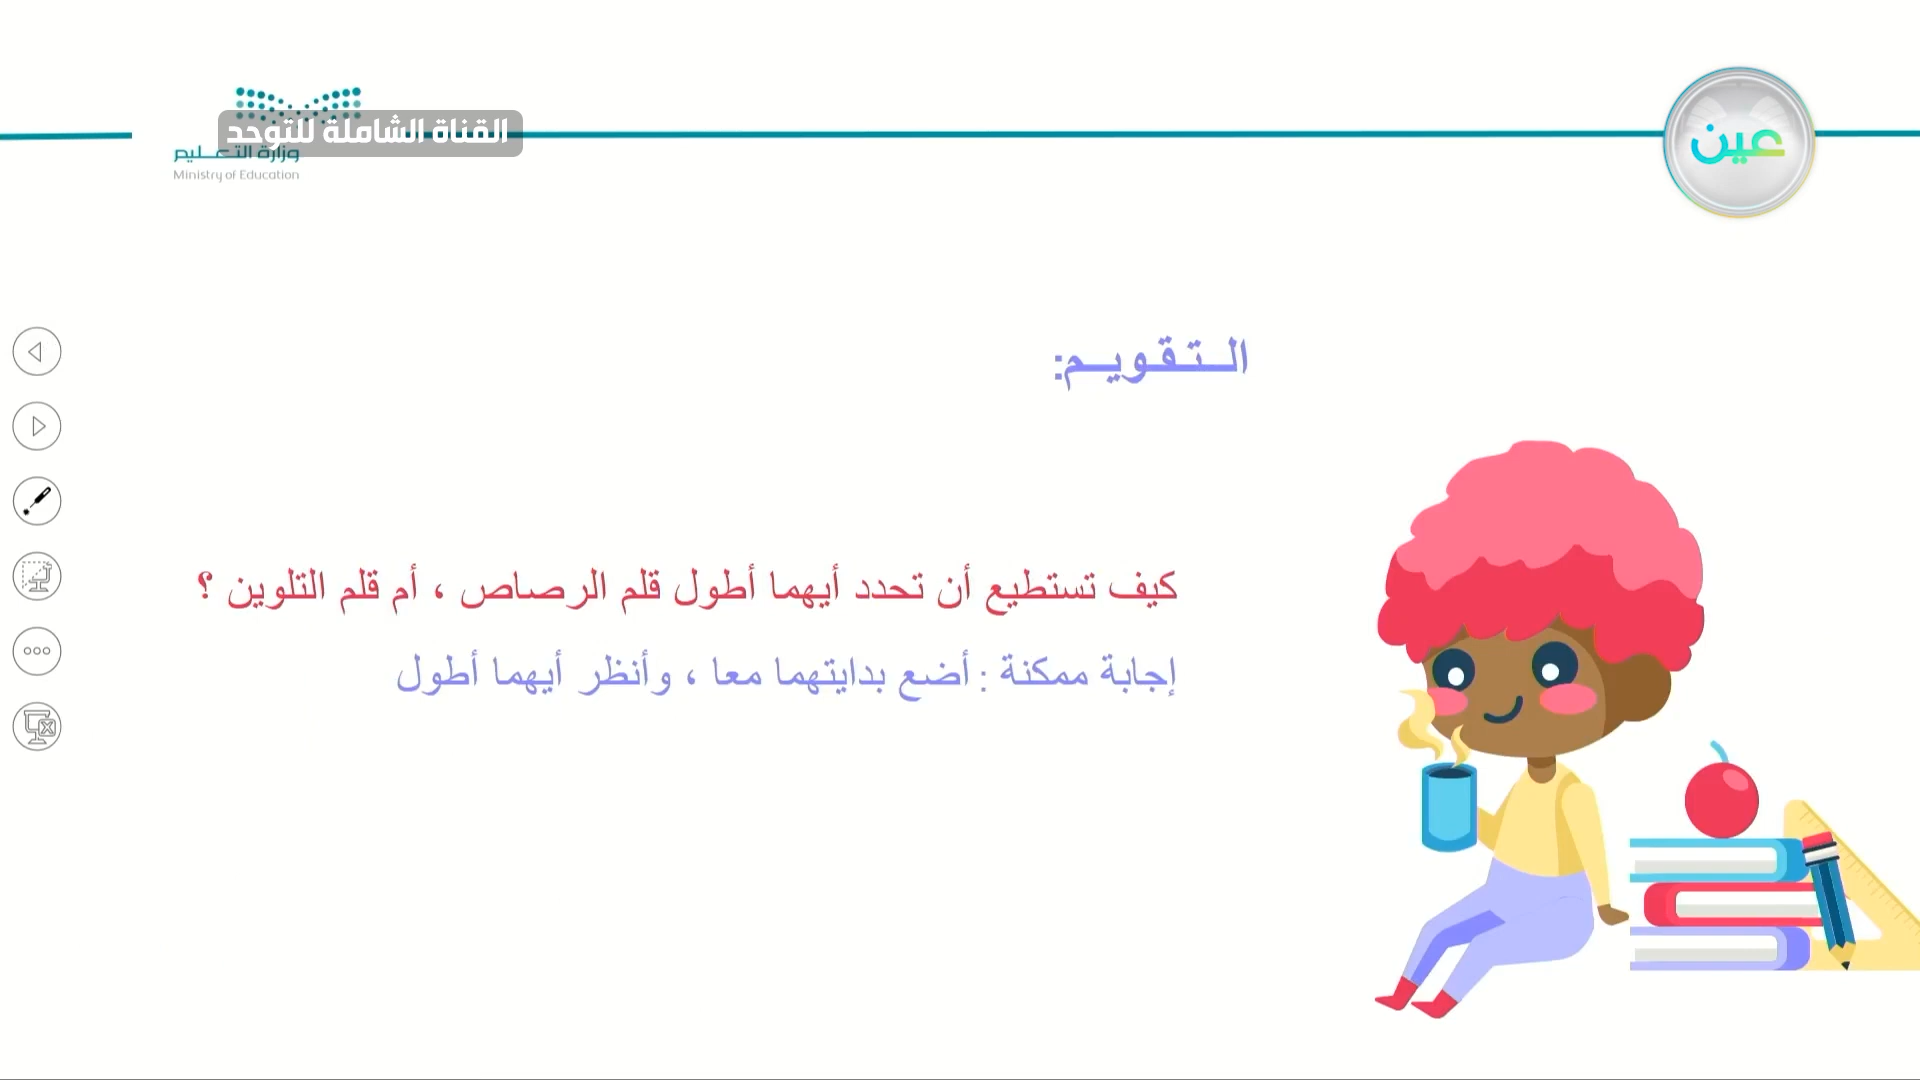 القناة الشاملة للتوحد
وزارة التعليم
Ministry of Education
عين
التقويم:
كيف تستطيع أن تحدد أيهما أطول قلم الرصاص ، أم قلم التلوين ؟
إجابة ممكنة : أضع بدايتهما معا ، وأنظر أيهما أطول